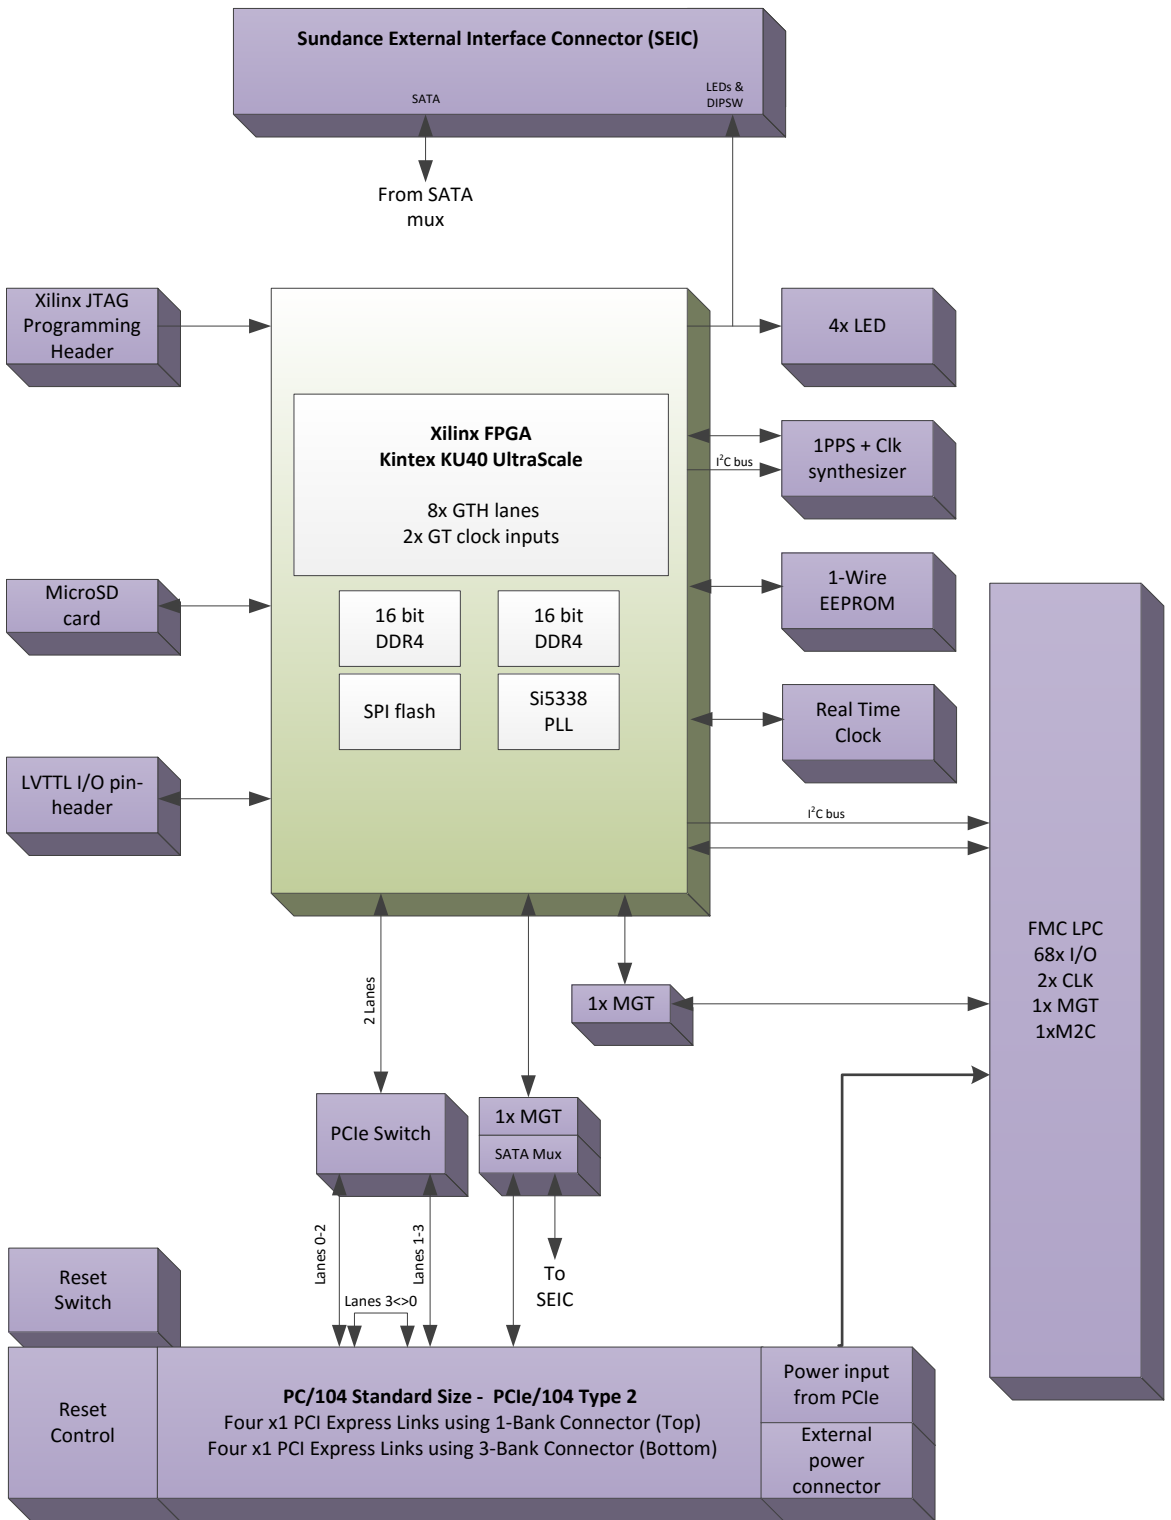 Sundance External Interface Connector (SEIC)
SATA
LEDs &
DIPSW
From SATA
mux
Xilinx JTAG
Programming
Header
4x LED
Xilinx FPGA
Kintex KU40 UltraScale
8x GTH lanes
2x GT clock inputs
I²C bus
1PPS + Clk
synthesizer
MicroSD
card
16 bit
DDR4
16 bit
DDR4
1-Wire
EEPROM
SPI flash
Si5338
PLL
Real Time
Clock
LVTTL I/O pin-
header
I²C bus
FMC LPC
68x I/O
2x CLK
1x MGT
1xM2C
2 Lanes
1x MGT
PCIe Switch
1x MGT
SATA Mux
Lanes 0-2
Lanes 1-3
Lanes 3<>0
To
SEIC
Reset
Switch
Reset
Control
PC/104 Standard Size - PCIe/104 Type 2
Four x1 PCI Express Links using 1-Bank Connector (Top)
Four x1 PCI Express Links using 3-Bank Connector (Bottom)
Power input
from PCIe
External
power
connector